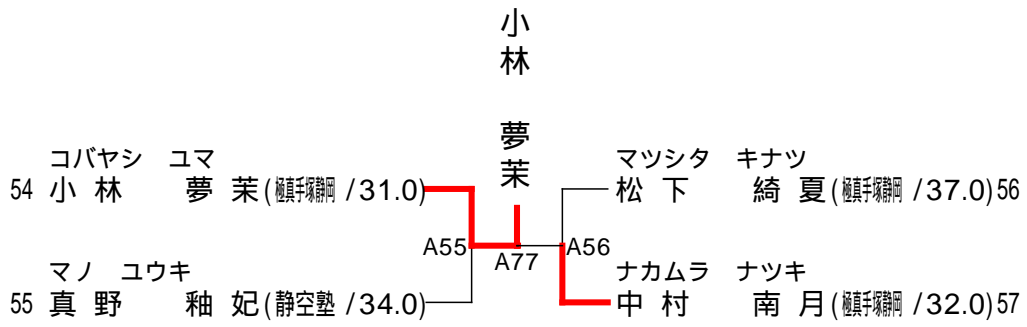 小林 夢茉
コバヤシ ユマ
54 小林 夢茉(極真手塚静岡/31.0)
A55
マノ ユウキ
55 真野 釉妃(静空塾/34.0)
A77
マツシタ キナツ
松下 綺夏(極真手塚静岡/37.0)56
A56
ナカムラ ナツキ
中村 南月(極真手塚静岡/32.0)57